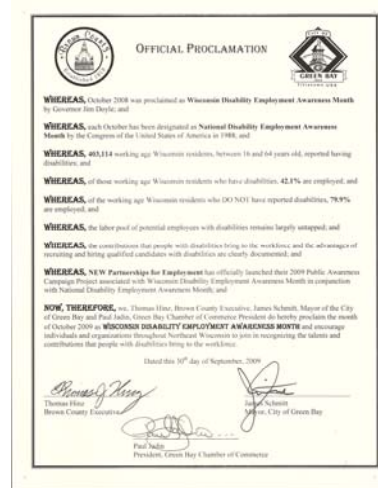 OFFICIAL PROCLAMATION
CITY OF
GREEN BAY
WHEREAS, October 2008 was proclaimed as Wisconsin Disability Employment Awareness Month
by Governor Jim Doyle; and
WHEREAS, each October has been designated as National Disability Employment Awareness
Month by the Congress of the United States of America in 1988; and
WHEREAS, 403,114 working age Wisconsin residents, between 16 and 64 years old, reported having
disabilities; and
WHEREAS, of those working age Wisconsin residents who have disabilities, 42.1% are employed; and
WHEREAS, of the working age Wisconsin residents who DO NOT have reported disabilities, 79.9%
are employed, and
WHEREAS, the labor pool of potential employees with disabilities remains largely untapped; and
WHEREAS, the contributions that people with disabilities bring to the workforce, and the advantages of
recruiting and hiring qualified candidates with disabilities are clearly documented; and
WHEREAS, NEW Partnerships for Employment has officially launched their 2009 Public Awareness
Campaign Project associated with Wisconsin Disability Employment Awareness Month in conjunction
with National Disability Employment Awareness Month; and
NOW, THEREFORE, we, Thomas Hinz, Brown County Executive, James Schmitt, Mayor of the City
of Green Bay and Paul Jadin, Green Bay Chamber of Commerce President do hereby proclaim the month
of October 2009 as WISCONSIN DISABILITY EMPLOYMENT AWARENESS MONTH and encourage
individuals and organizations throughout Northeast Wisconsin to join in recognizing the talents and
contributions that people with disabilities bring to the workforce.
Dated this 30th day of September, 2009
Thomas J Hinz
Thomas Hinz
Brown County Executive
James Schmitt
Mayor, City of Green Bay
Paul Jadin
President, Green Bay Chamber of Commerce